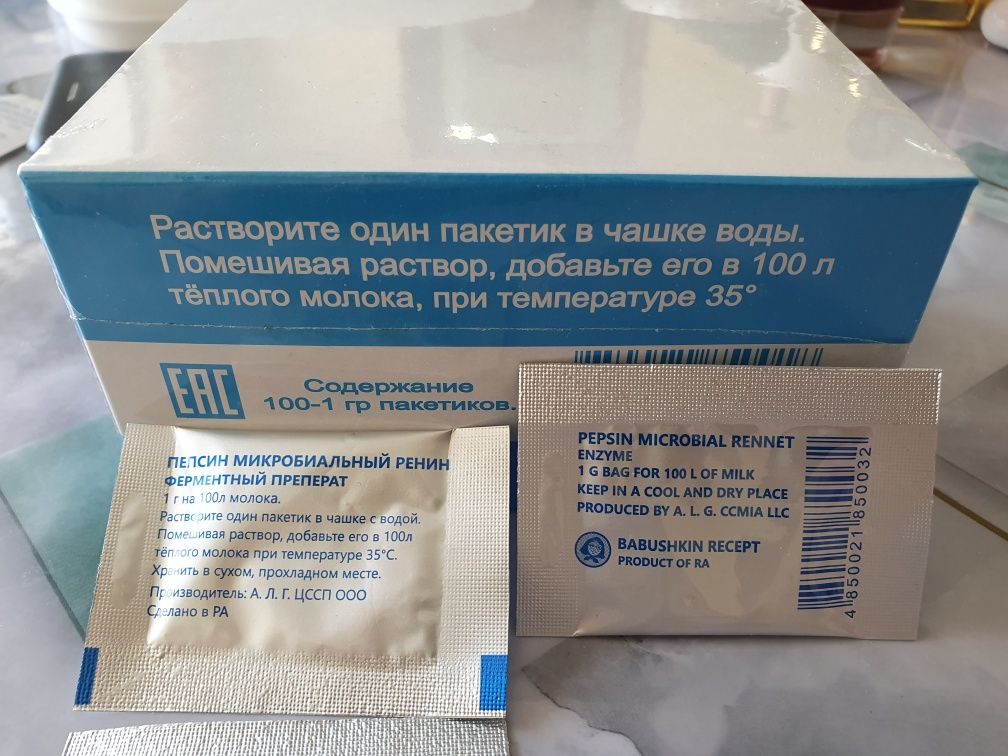 Растворите один пакетик в чашке воды.
Помешивая раствор, добавьте его в 100 л
тёплого молока, при температуре 35°
EAC
Содержание
100-1 гр пакетиков.
ПЕПСИН МИКРОБИАЛЬНЫЙ РЕНИН
ФЕРМЕНТНЫЙ ПРЕПЕРАТ
1 г на 100л молока.
Растворите один пакетик в чашке с водой.
Помешивая раствор, добавьте его в 100л
тёплого молока при температуре 35°С.
Хранить в сухом, прохладном месте.
Производитель: А. Л. Г. ЦССП ООО
Сделано в РА
PEPSIN MICROBIAL RENNET
ENZYME
1 G BAG FOR 100 L OF MILK
KEEP IN A COOL AND DRY PLACE
PRODUCED BY A. L. G. CCMIA LLC
BABUSHKIN RECEPT
PRODUCT OF RA
4 850021 850032